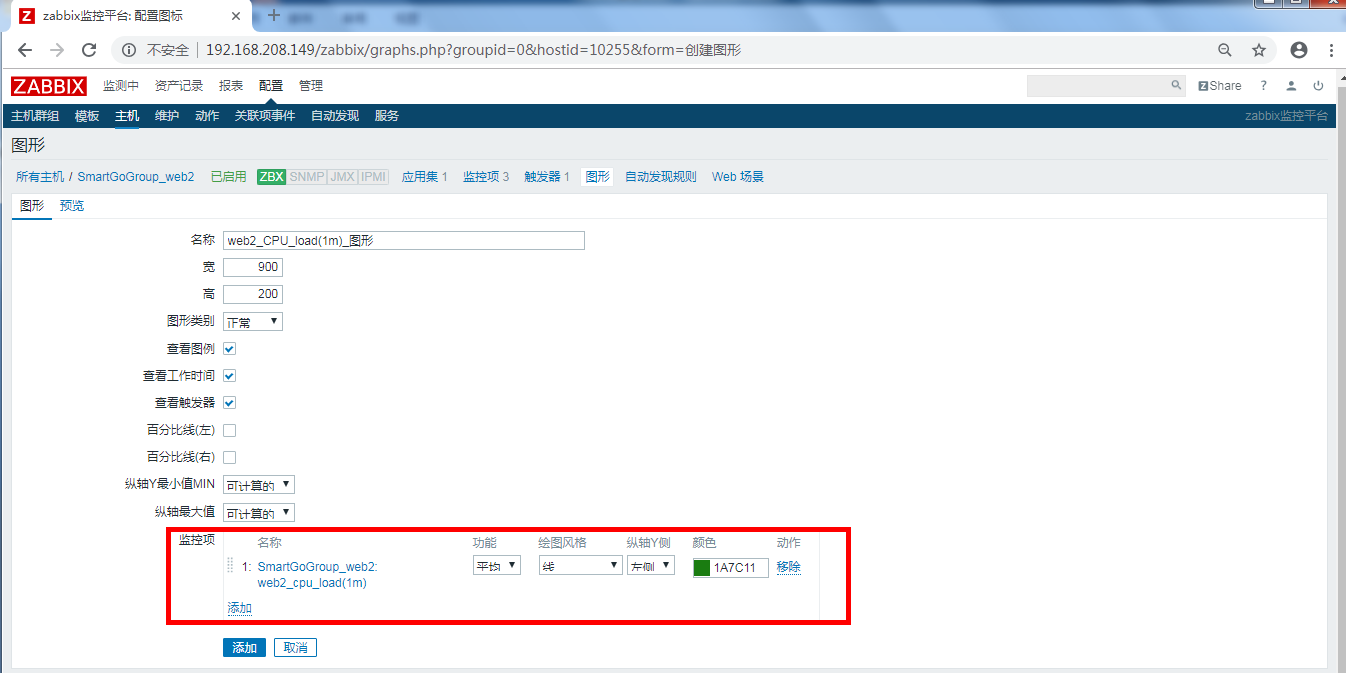 Z zabbix监控平台: 配置图标
不安全 192.168.208.149/zabbix/graphs.php?groupid=0&hostid=10255&form=创建图形
ZABBIX 监测中 资产记录 报表 配置 管理 Z Share ?
主机群组 模板 主机 维护 动作 关联项事件 自动发现 服务 zabbix监控平台
图形
所有主机 / SmartGoGroup_web2 已启用 ZBX SNMP JMX IPMI 应用集 1 监控项 3 触发器 1 图形 自动发现规则 Web 场景
图形 预览
名称 web2_CPU_load(1m)_图形
宽 900
高 200
图形类别 正常
查看图例
查看工作时间
查看触发器
百分比线(左)
百分比线(右)
纵轴Y最小值MIN 可计算的
纵轴最大值 可计算的
监控项 名称 功能 绘图风格 纵轴Y侧 颜色 动作
1: SmartGoGroup_web2: 平均 线 左侧 1A7C11 移除
web2_cpu_load(1m)
添加
添加 取消